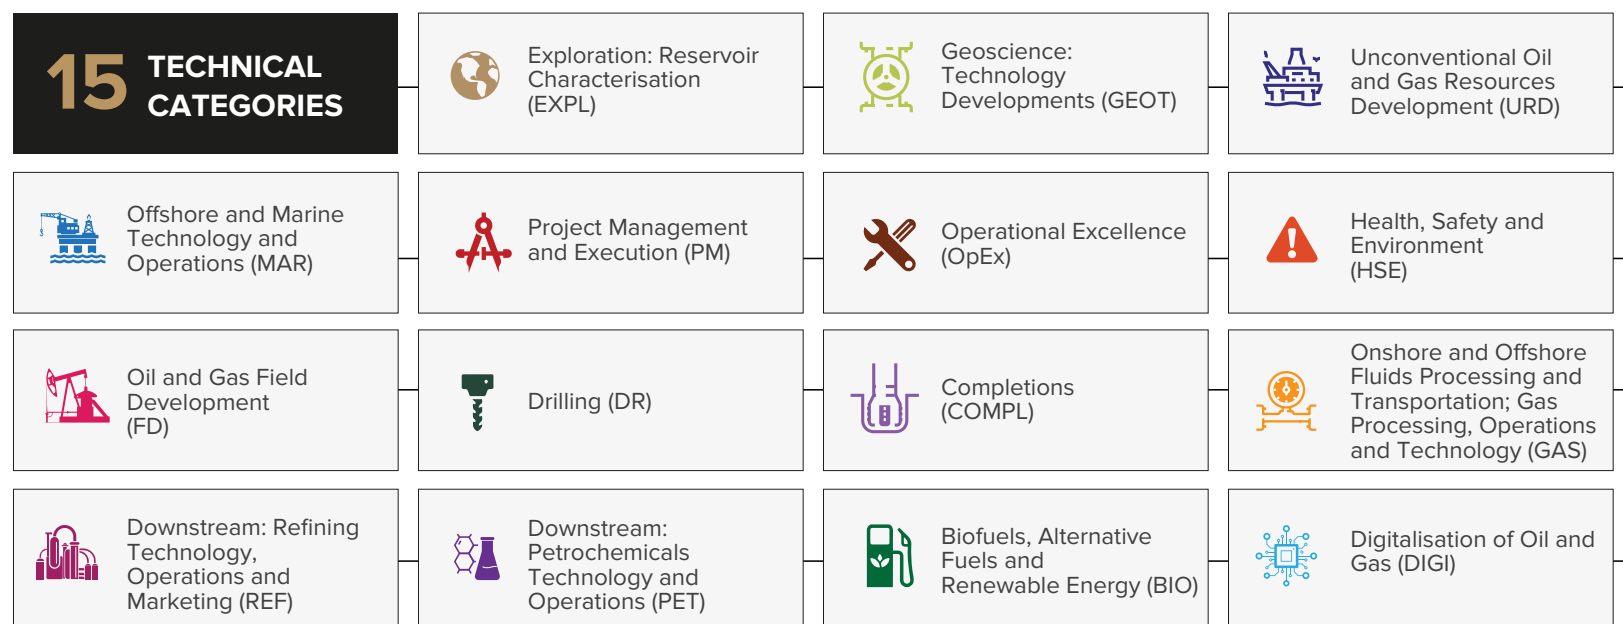 15 TECHNICAL
CATEGORIES
Exploration: Reservoir
Characterisation
(EXPL)
Geoscience:
Technology
Developments (GEOT)
Unconventional Oil
and Gas Resources
Development (URD)
Offshore and Marine
Technology and
Operations (MAR)
Project Management
and Execution (PM)
Operational Excellence
(OpEx)
Health, Safety and
Environment
(HSE)
Oil and Gas Field
Development
(FD)
Drilling (DR)
Completions
(COMPL)
Onshore and Offshore
Fluids Processing and
Transportation; Gas
Processing, Operations
and Technology (GAS)
Downstream: Refining
Technology,
Operations and
Marketing (REF)
Downstream:
Petrochemicals
Technology and
Operations (PET)
Biofuels, Alternative
Fuels and
Renewable Energy (BIO)
Digitalisation of Oil and
Gas (DIGI)